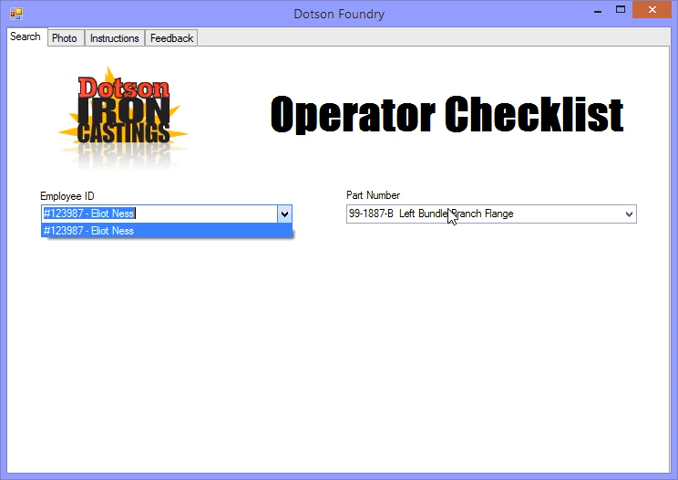 Dotson Foundry
Search Photo Instructions Feedback
Dotson
IRON
CASTINGS
Operator Checklist
Employee ID
#123987 - Eliot Ness
#123987 - Eliot Ness
Part Number
99-1887-B Left Bundle Branch Flange